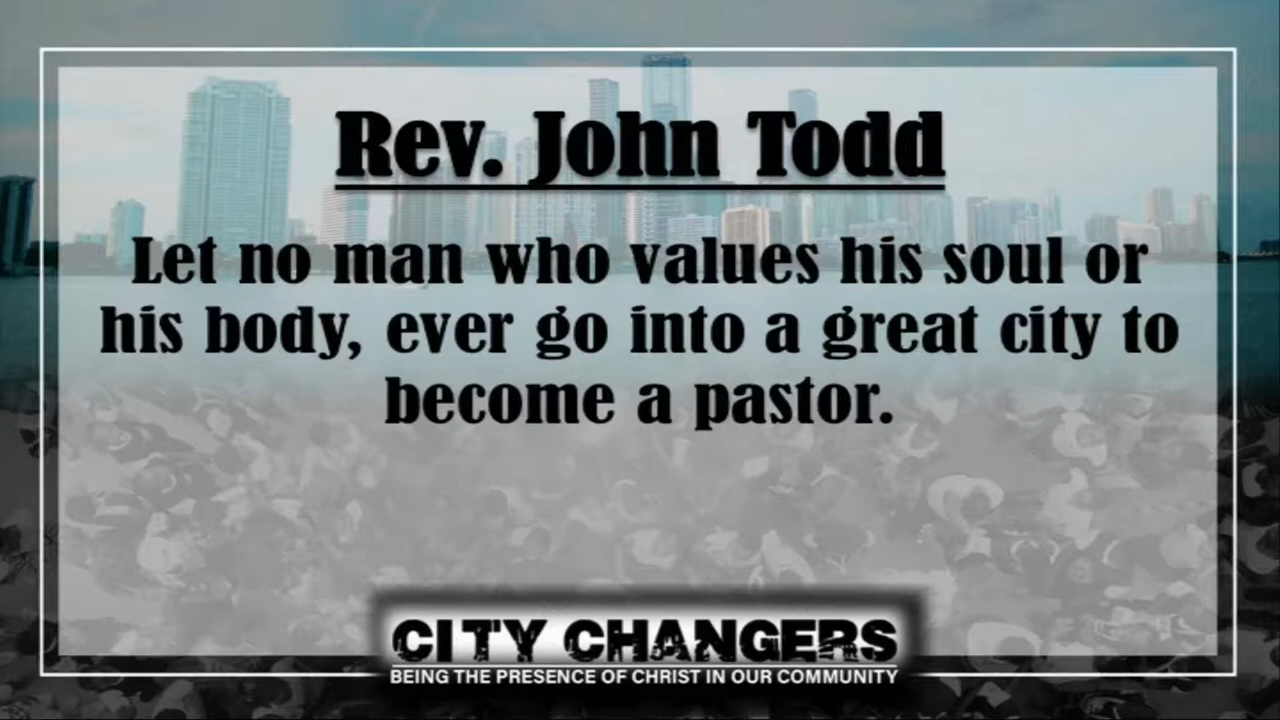 Rev. John Todd
Let no man who values his soul or
his body, ever go into a great city to
become a pastor.
CITY CHANGERS
BEING THE PRESENCE OF CHRIST IN OUR COMMUNITY